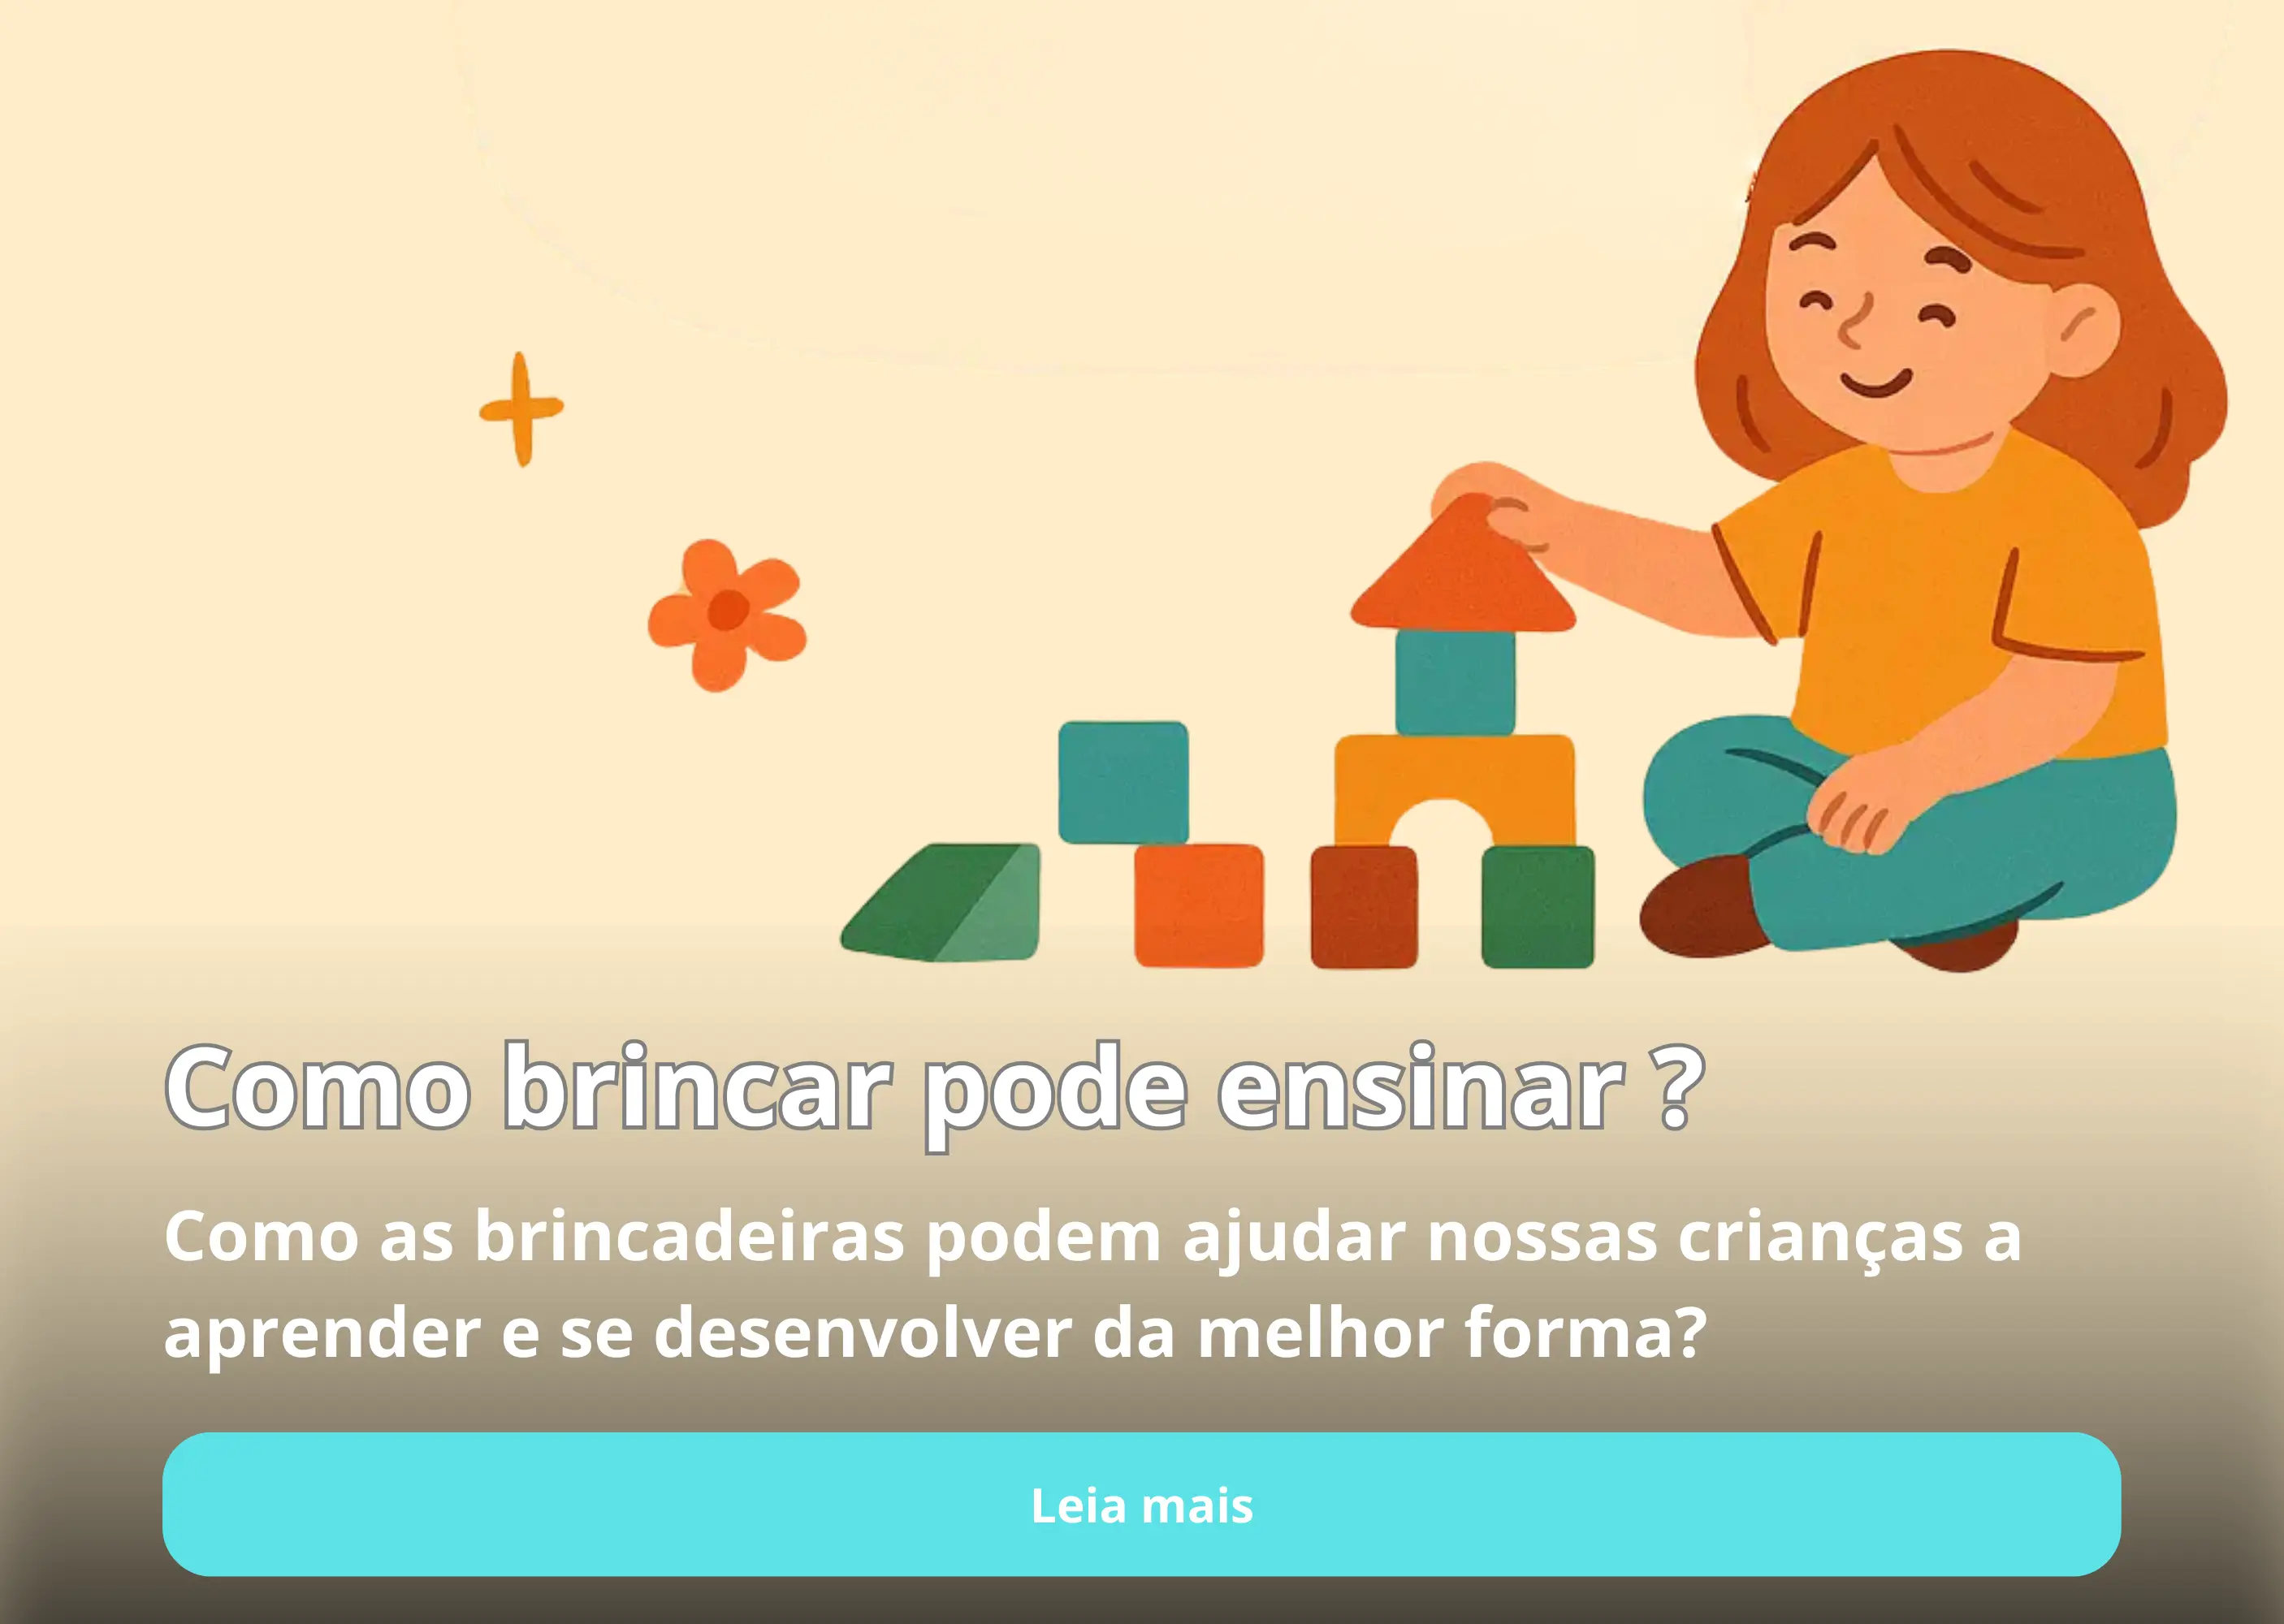 Como brincar pode ensinar ?
Como as brincadeiras podem ajudar nossas crianças a
aprender e se desenvolver da melhor forma?
Leia mais